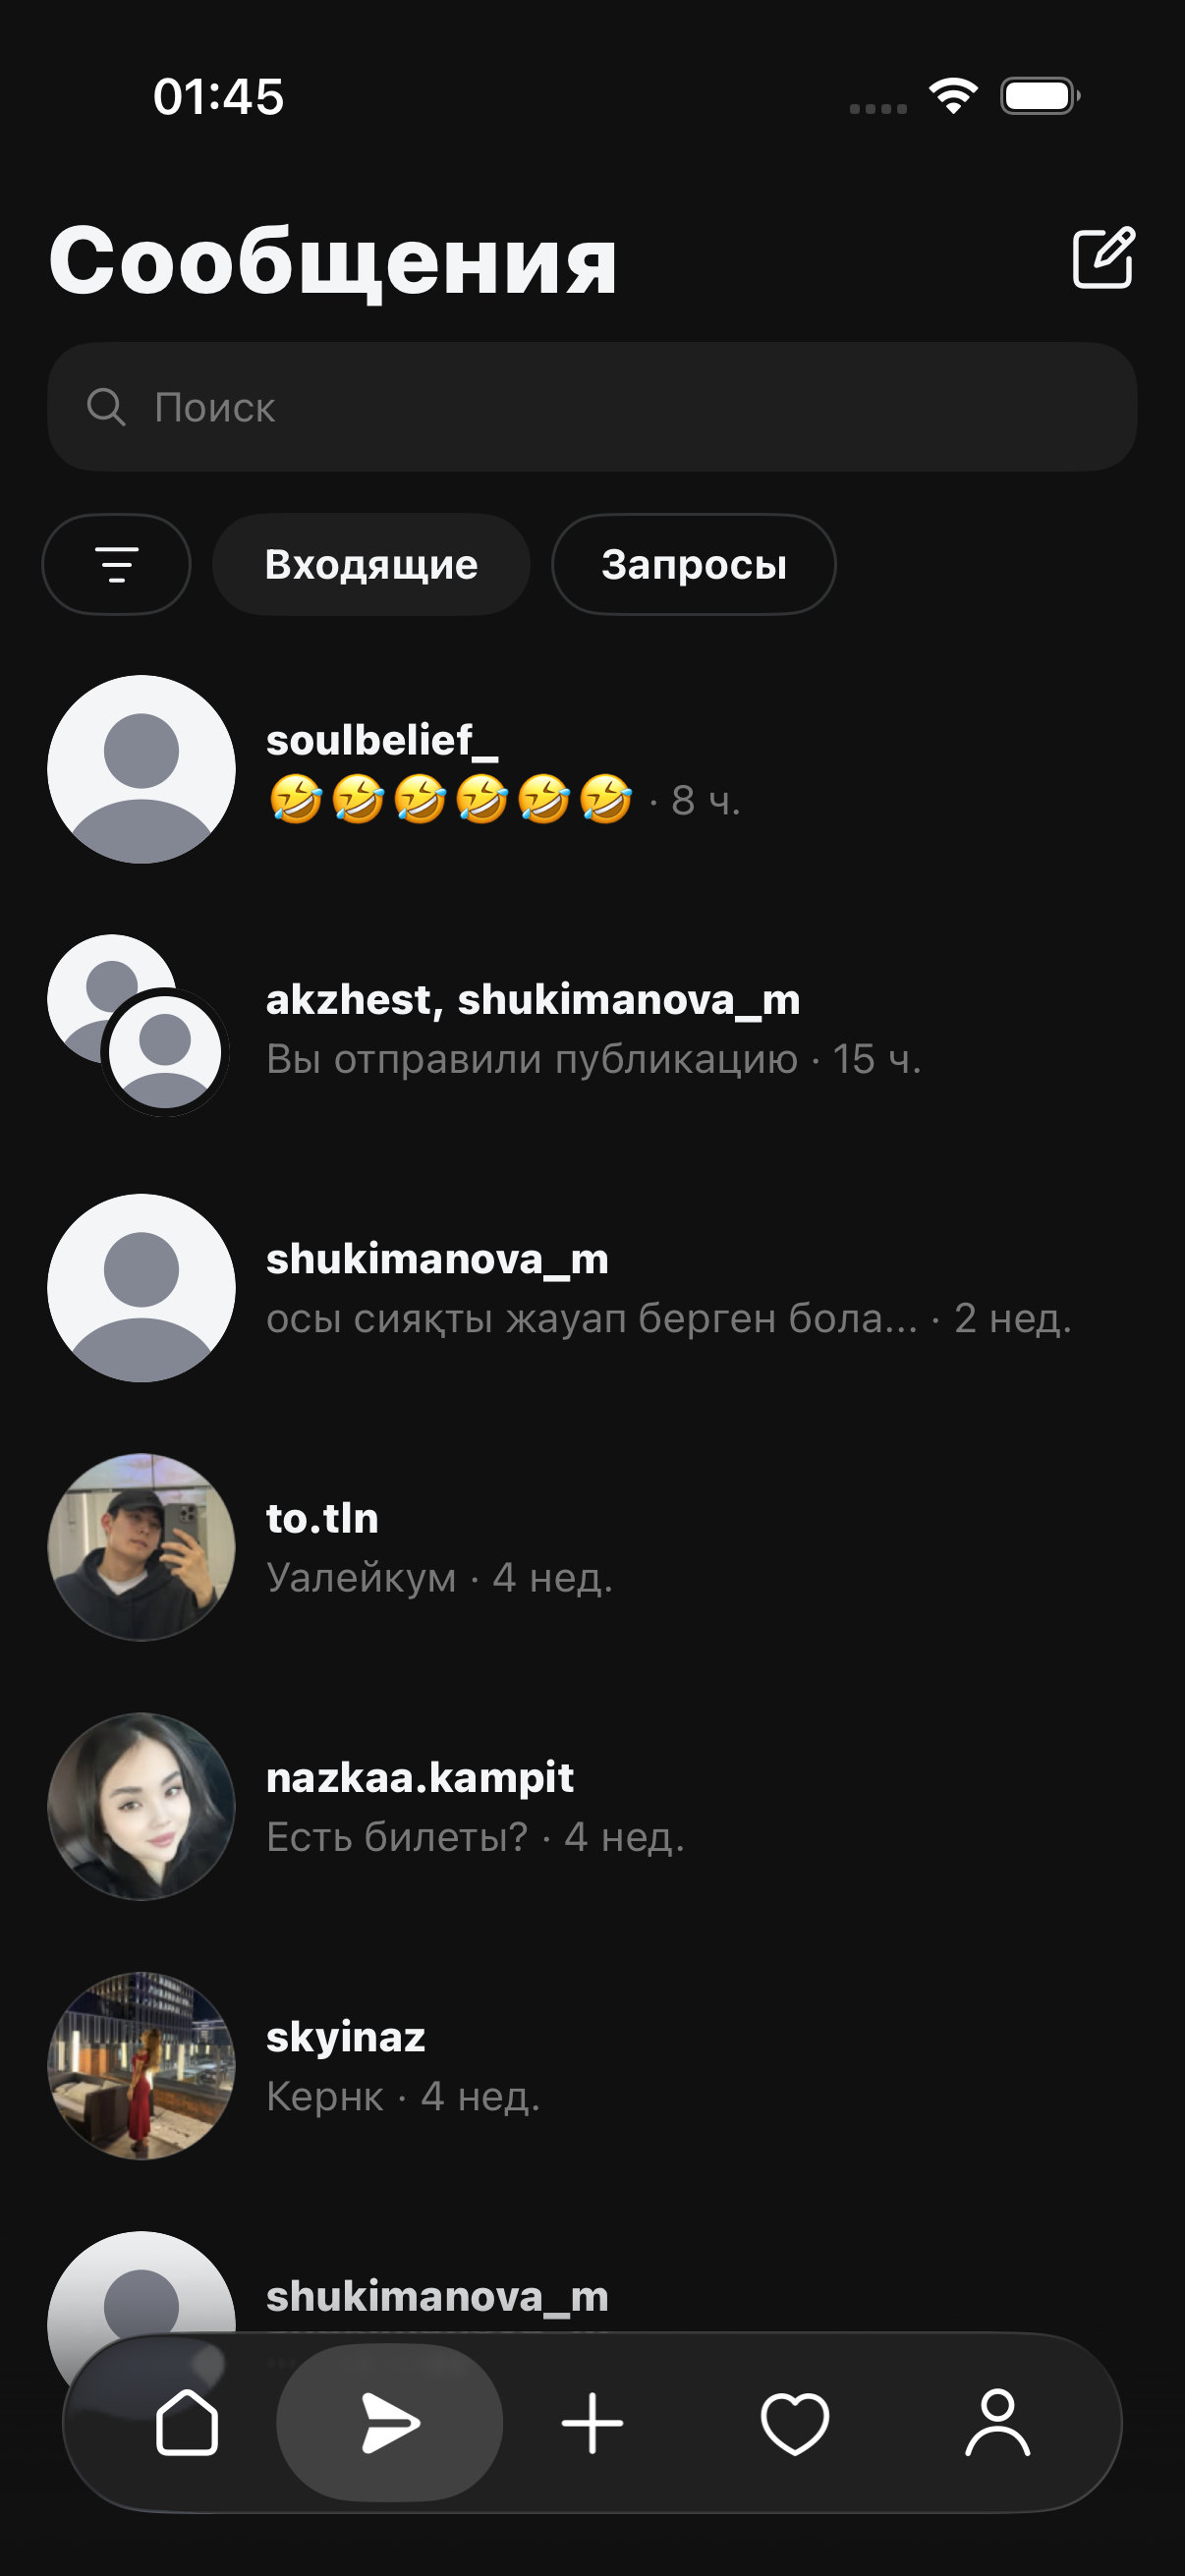 01:45
Сообщения
Поиск
Входящие
Запросы
soulbelief_
🤣🤣🤣🤣🤣🤣 · 8 ч.
akzhest, shukimanova_m
Вы отправили публикацию · 15 ч.
shukimanova_m
осы сияқты жауап берген бола... · 2 нед.
to.tln
Уалейкум · 4 нед.
nazkaa.kampit
Есть билеты? · 4 нед.
skyinaz
Кернк · 4 нед.
shukimanova_m